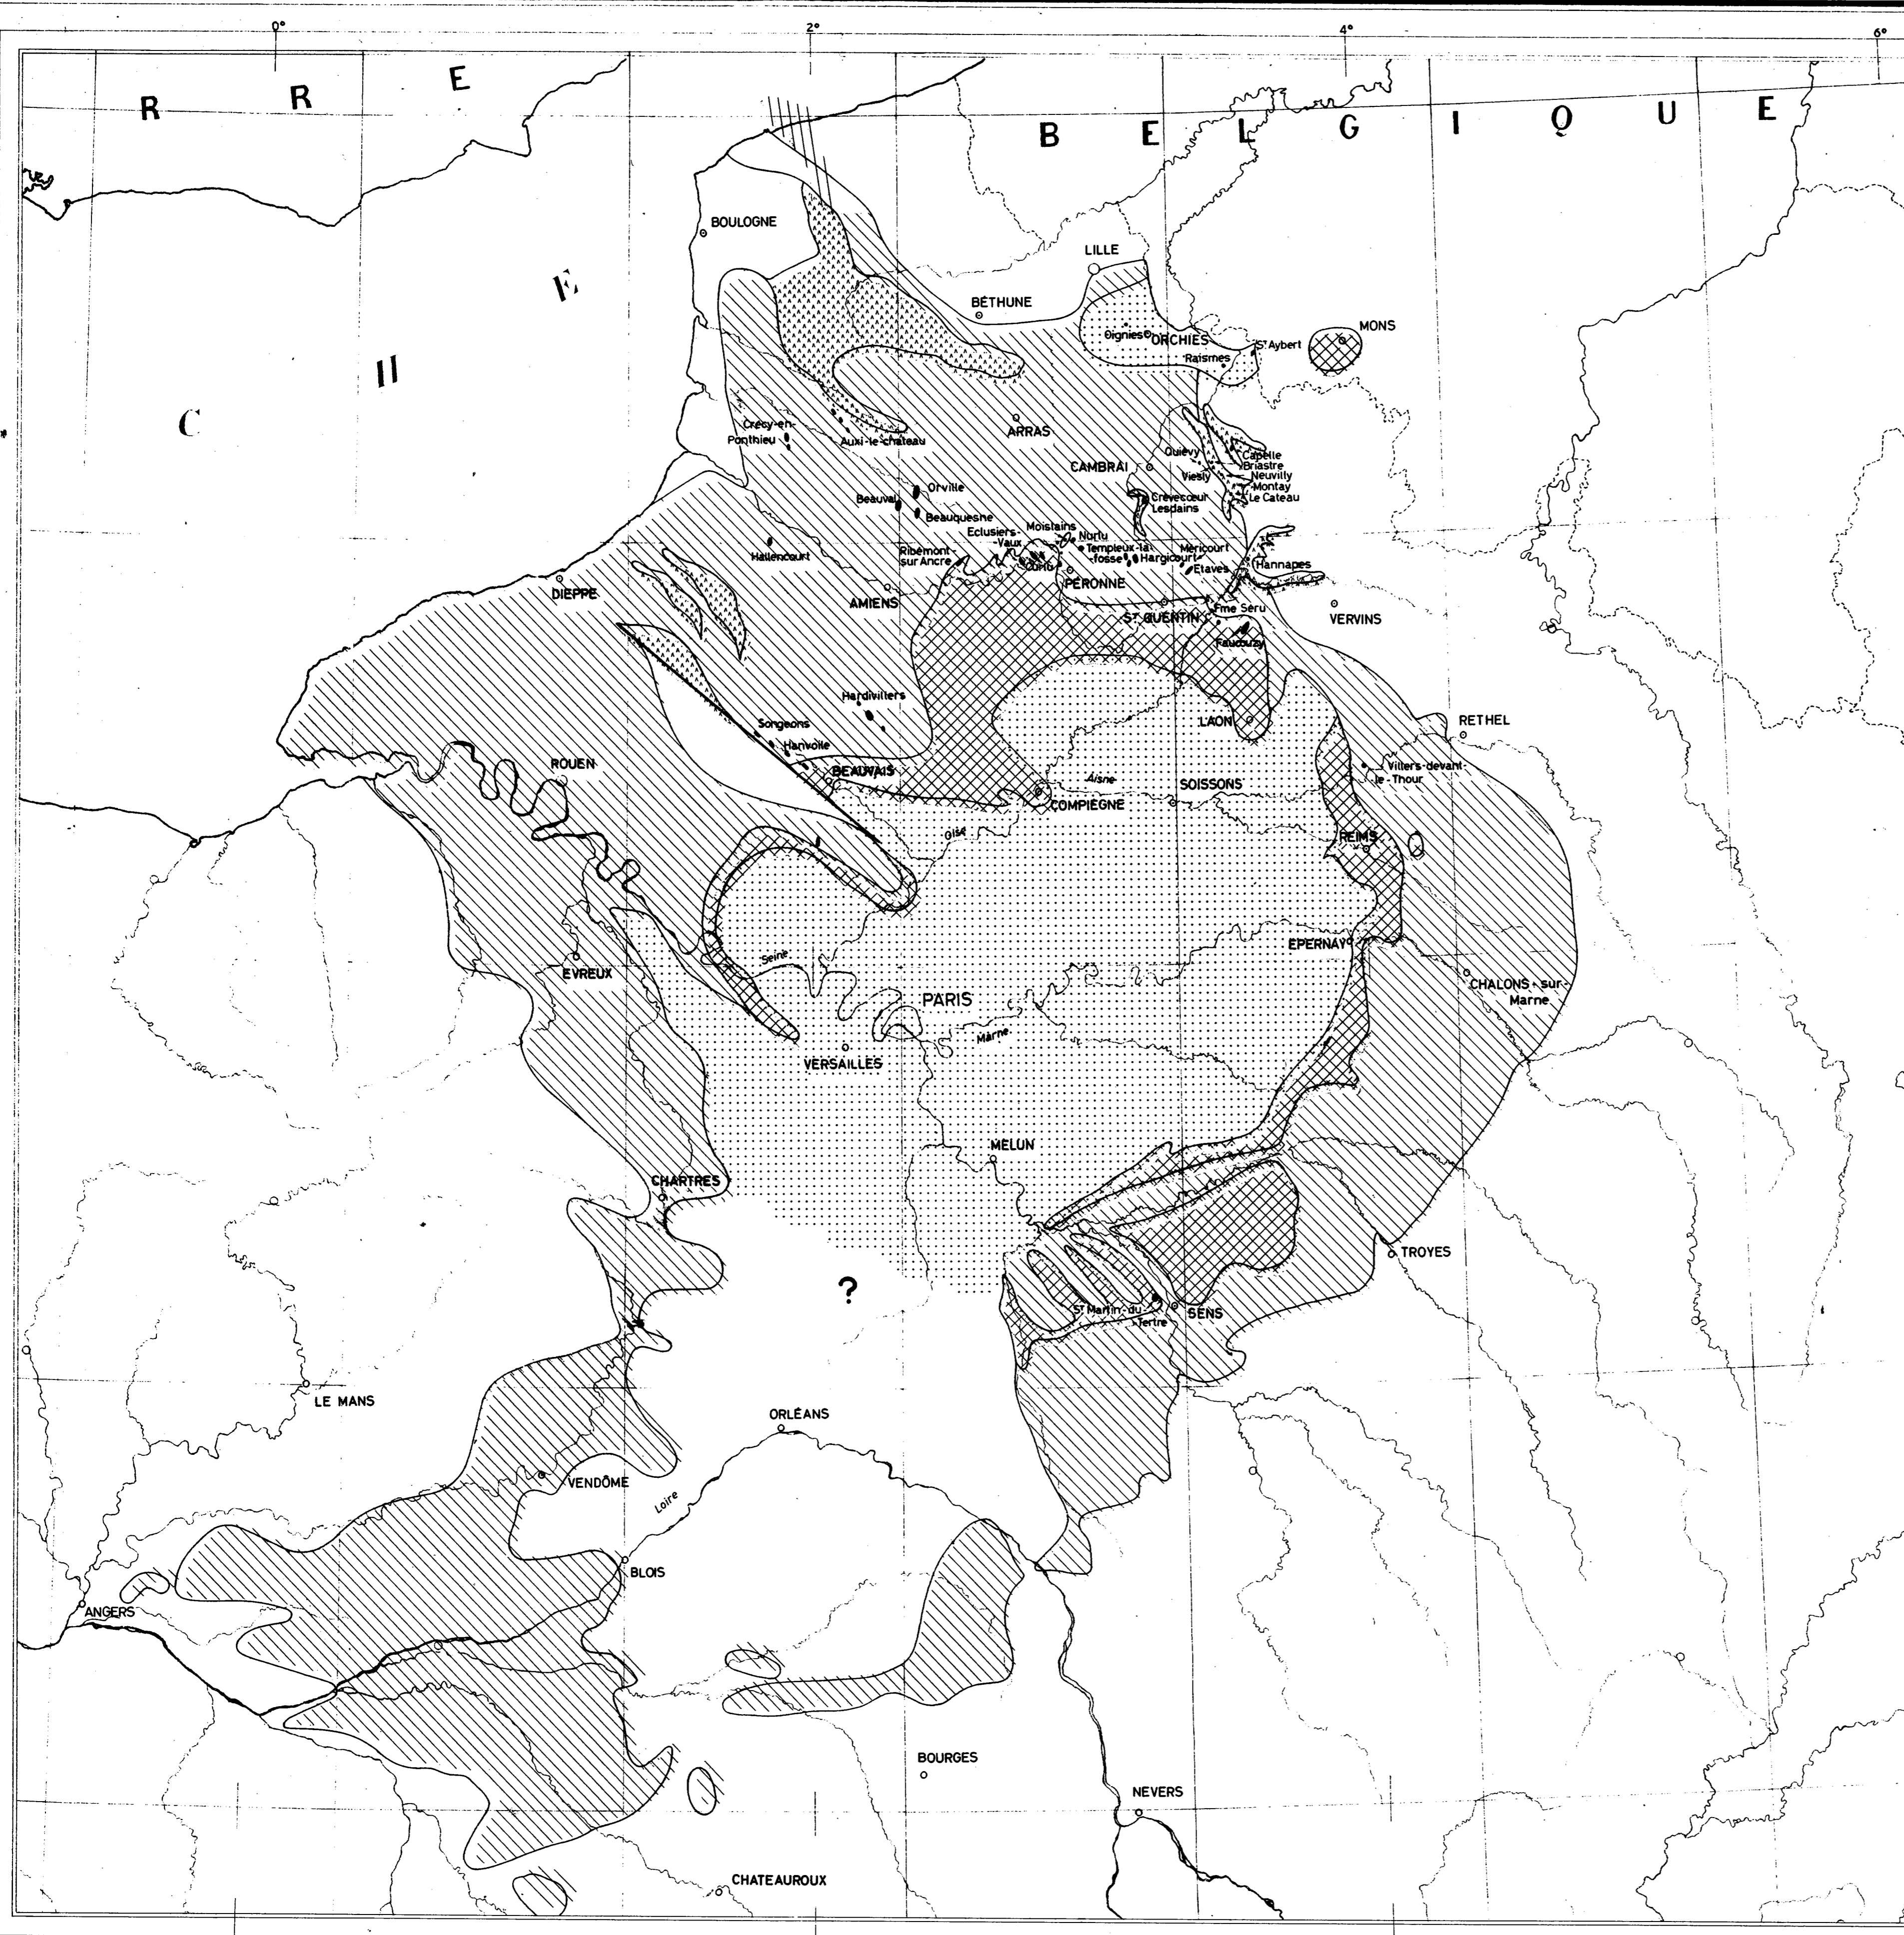 0°
2°
4°
6°
R R E
B E L G I Q U E
C H E
BOULOGNE
LILLE
BÉTHUNE
Oignies
ORCHIES
Raismes
St Aybert
MONS
Crécy-en-
Ponthieu
Auxi-le-château
ARRAS
CAMBRAI
Quiévy
Viesly
Capelle
Briastre
Neuvilly
Montay
Le Cateau
Crèvecœur
Lesdains
Beauval
Orville
Beauquesne
Hallencourt
Ribemont-
sur Ancre
Eclusiers-
-Vaux
Moislains
Nurlu
Templeux-la-
-fosse
Hargicourt
Méricourt
Etaves
Hannapes
Curlu
PÉRONNE
DIEPPE
AMIENS
St QUENTIN
Fme Séru
VERVINS
Faucouzy
Hardivillers
Songeons
Hanvoile
BEAUVAIS
LAON
RETHEL
ROUEN
Aisne
SOISSONS
Villers-devant-
-le-Thour
COMPIÈGNE
Oise
REIMS
EVREUX
Seine
PARIS
EPERNAY
CHALONS-sur-
Marne
VERSAILLES
Marne
MELUN
CHARTRES
?
TROYES
St Martin-du-
-Tertre
SENS
LE MANS
ORLÉANS
VENDÔME
Loire
BLOIS
ANGERS
BOURGES
NEVERS
CHATEAUROUX